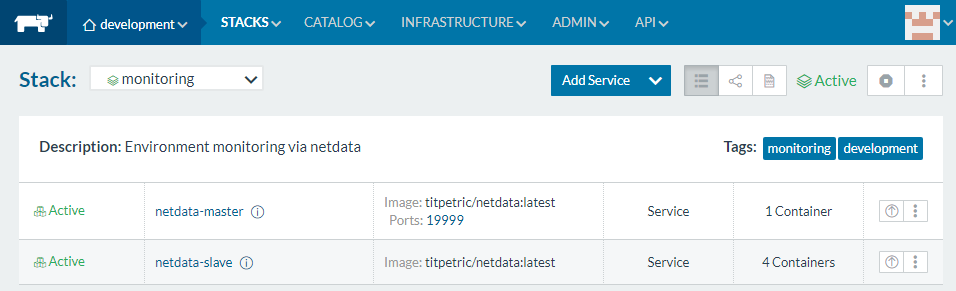 development STACKS CATALOG INFRASTRUCTURE ADMIN API
Stack: monitoring Add Service Active
Description: Environment monitoring via netdata Tags: monitoring development
Active netdata-master Image: titpetric/netdata:latest Service 1 Container
Ports: 19999
Active netdata-slave Image: titpetric/netdata:latest Service 4 Containers